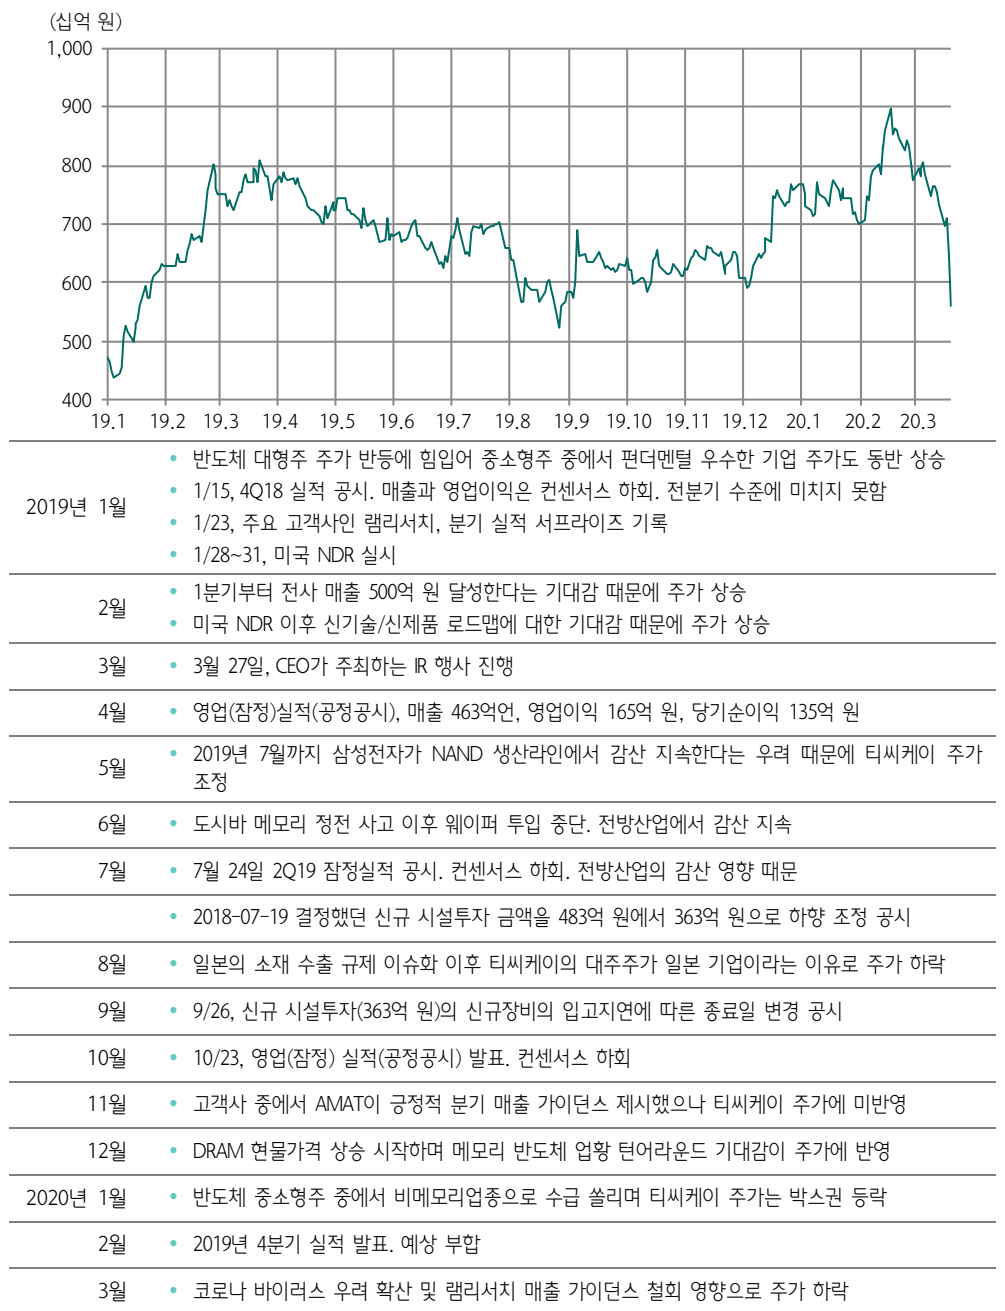 (십억 원)
1,000
900
800
700
600
500
400
19.1 19.2 19.3 19.4 19.5 19.6 19.7 19.8 19.9 19.10 19.11 19.12 20.1 20.2 20.3
• 반도체 대형주 주가 반등에 힘입어 중소형주 중에서 펀더멘털 우수한 기업 주가도 동반 상승
2019년 1월 • 1/15, 4Q18 실적 공시. 매출과 영업이익은 컨센서스 하회. 전분기 수준에 미치지 못함
• 1/23, 주요 고객사인 램리서치, 분기 실적 서프라이즈 기록
• 1/28~31, 미국 NDR 실시
2월 • 1분기부터 전사 매출 500억 원 달성한다는 기대감 때문에 주가 상승
• 미국 NDR 이후 신기술/신제품 로드맵에 대한 기대감 때문에 주가 상승
3월 • 3월 27일, CEO가 주최하는 IR 행사 진행
4월 • 영업(잠정)실적(공정공시), 매출 463억언, 영업이익 165억 원, 당기순이익 135억 원
5월 • 2019년 7월까지 삼성전자가 NAND 생산라인에서 감산 지속한다는 우려 때문에 티씨케이 주가
조정
6월 • 도시바 메모리 정전 사고 이후 웨이퍼 투입 중단. 전방산업에서 감산 지속
7월 • 7월 24일 2Q19 잠정실적 공시. 컨센서스 하회. 전방산업의 감산 영향 때문
• 2018-07-19 결정했던 신규 시설투자 금액을 483억 원에서 363억 원으로 하향 조정 공시
8월 • 일본의 소재 수출 규제 이슈화 이후 티씨케이의 대주주가 일본 기업이라는 이유로 주가 하락
9월 • 9/26, 신규 시설투자(363억 원)의 신규장비의 입고지연에 따른 종료일 변경 공시
10월 • 10/23, 영업(잠정) 실적(공정공시) 발표. 컨센서스 하회
11월 • 고객사 중에서 AMAT이 긍정적 분기 매출 가이던스 제시했으나 티씨케이 주가에 미반영
12월 • DRAM 현물가격 상승 시작하며 메모리 반도체 업황 턴어라운드 기대감이 주가에 반영
2020년 1월 • 반도체 중소형주 중에서 비메모리업종으로 수급 쏠리며 티씨케이 주가는 박스권 등락
2월 • 2019년 4분기 실적 발표. 예상 부합
3월 • 코로나 바이러스 우려 확산 및 램리서치 매출 가이던스 철회 영향으로 주가 하락